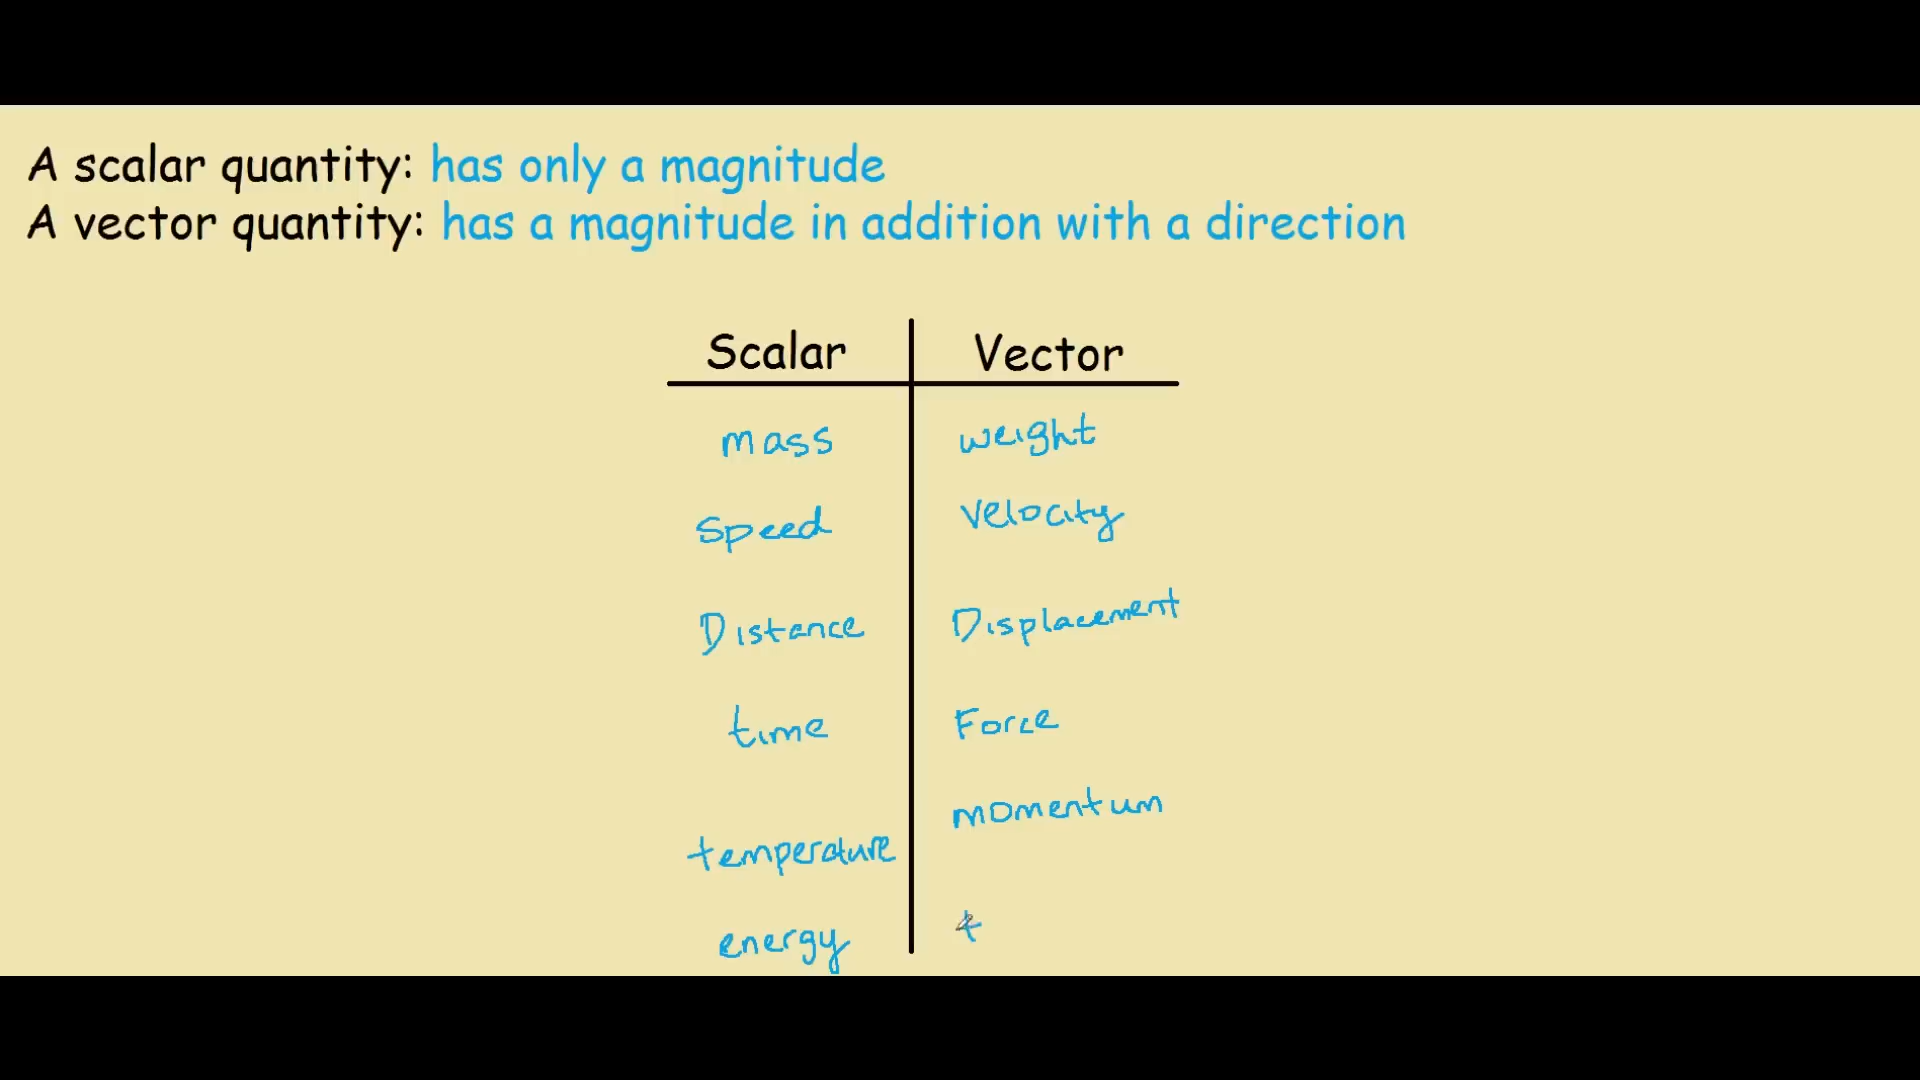 A scalar quantity: has only a magnitude
A vector quantity: has a magnitude in addition with a direction
Scalar Vector
mass weight
Speed Velocity
Distance Displacement
time Force
momentum
temperature
energy t